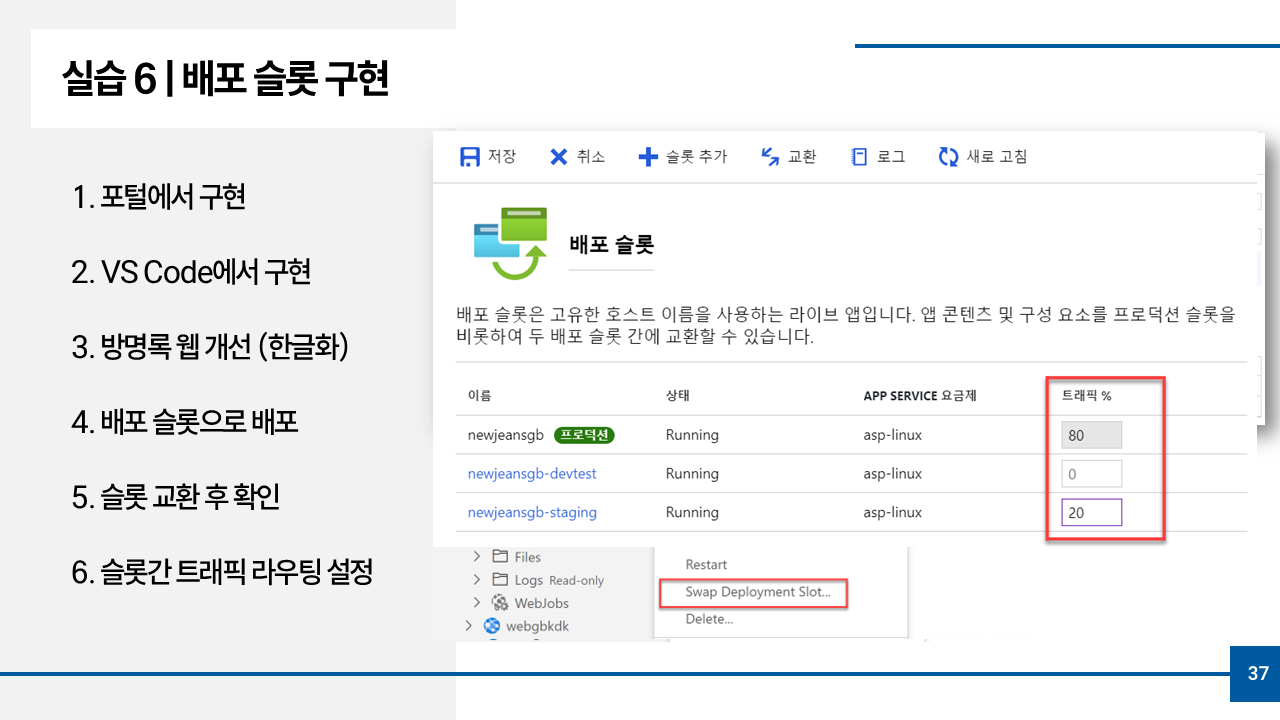 실습 6 | 배포 슬롯 구현
1. 포털에서 구현
2. VS Code에서 구현
3. 방명록 웹 개선 (한글화)
4. 배포 슬롯으로 배포
5. 슬롯 교환 후 확인
6. 슬롯간 트래픽 라우팅 설정
저장 취소 슬롯 추가 교환 로그 새로 고침
배포 슬롯
배포 슬롯은 고유한 호스트 이름을 사용하는 라이브 앱입니다. 앱 콘텐츠 및 구성 요소를 프로덕션 슬롯을
비롯하여 두 배포 슬롯 간에 교환할 수 있습니다.
이름 상태 APP SERVICE 요금제 트래픽 %
newjeansgb 프로덕션 Running asp-linux 80
newjeansgb-devtest Running asp-linux 0
newjeansgb-staging Running asp-linux 20
Files
Logs Read-only
WebJobs
webgbkdk
Restart
Swap Deployment Slot...
Delete...
37